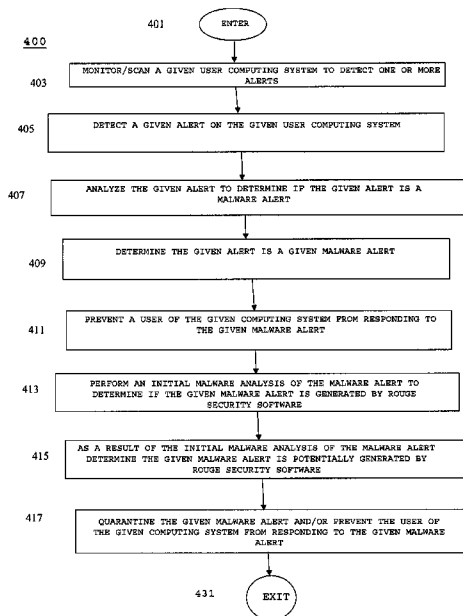 401
ENTER
400
403
MONITOR/SCAN A GIVEN USER COMPUTING SYSTEM TO DETECT ONE OR MORE
ALERTS
405
DETECT A GIVEN ALERT ON THE GIVEN USER COMPUTING SYSTEM
407
ANALYZE THE GIVEN ALERT TO DETERMINE IF THE GIVEN ALERT IS A
MALWARE ALERT
409
DETERMINE THE GIVEN ALERT IS A GIVEN MALWARE ALERT
411
PREVENT A USER OF THE GIVEN COMPUTING SYSTEM FROM RESPONDING TO
THE GIVEN MALWARE ALERT
413
PERFORM AN INITIAL MALWARE ANALYSIS OF THE MALWARE ALERT TO
DETERMINE IF THE GIVEN MALWARE ALERT IS GENERATED BY ROUGE
SECURITY SOFTWARE
415
AS A RESULT OF THE INITIAL MALWARE ANALYSIS OF THE MALWARE ALERT
DETERMINE THE GIVEN MALWARE ALERT IS POTENTIALLY GENERATED BY
ROUGE SECURITY SOFTWARE
417
QUARANTINE THE GIVEN MALWARE ALERT AND/OR PREVENT THE USER OF
THE GIVEN COMPUTING SYSTEM FROM RESPONDING TO THE GIVEN MALWARE
ALERT
431
EXIT